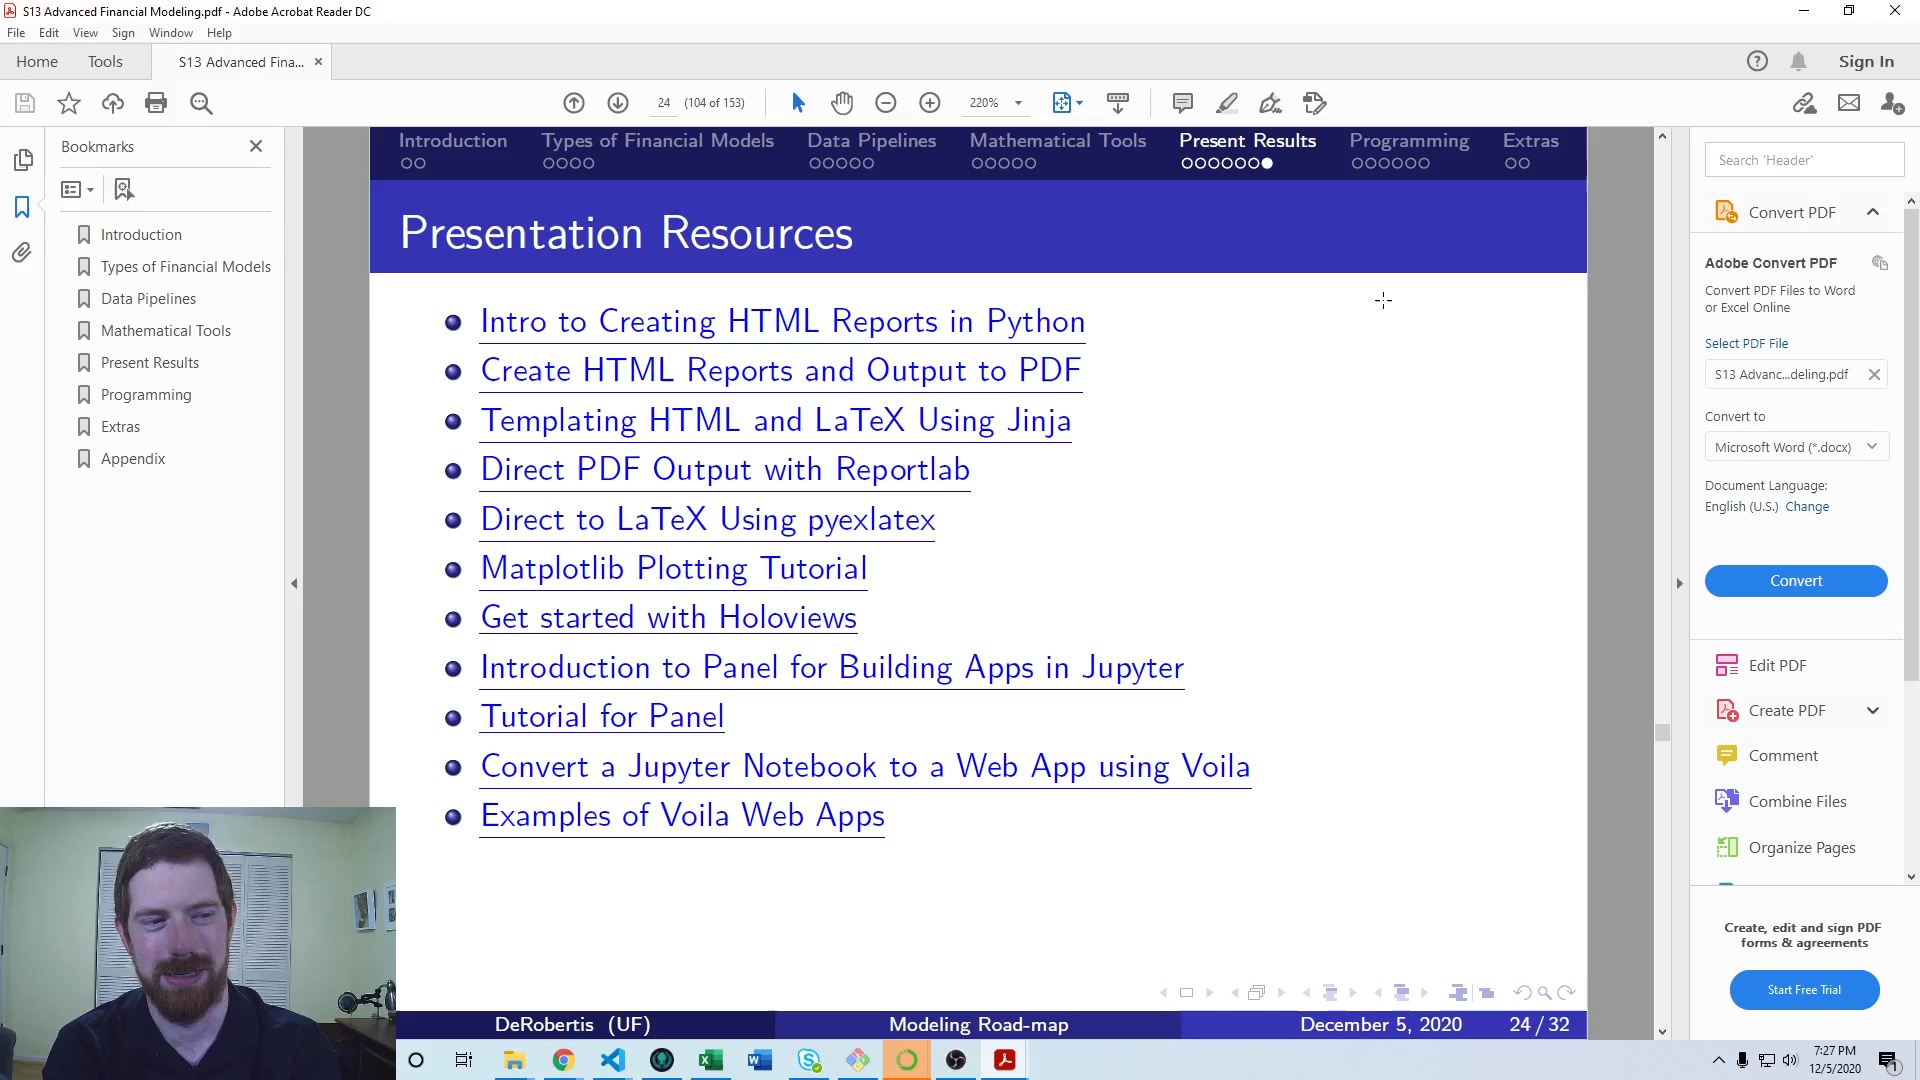 S13 Advanced Financial Modeling.pdf - Adobe Acrobat Reader DC
File Edit View Sign Window Help
Home Tools S13 Advanced Fina... × Sign In
24 (104 of 153) 220%
Bookmarks
Introduction
Types of Financial Models
Data Pipelines
Mathematical Tools
Present Results
Programming
Extras
Appendix
Introduction Types of Financial Models Data Pipelines Mathematical Tools Present Results Programming Extras
Presentation Resources
Intro to Creating HTML Reports in Python
Create HTML Reports and Output to PDF
Templating HTML and LaTeX Using Jinja
Direct PDF Output with Reportlab
Direct to LaTeX Using pyexlatex
Matplotlib Plotting Tutorial
Get started with Holoviews
Introduction to Panel for Building Apps in Jupyter
Tutorial for Panel
Convert a Jupyter Notebook to a Web App using Voila
Examples of Voila Web Apps
DeRobertis (UF) Modeling Road-map December 5, 2020 24 / 32
Search 'Header'
Convert PDF
Adobe Convert PDF
Convert PDF Files to Word
or Excel Online
Select PDF File
S13 Advanc...deling.pdf
Convert to
Microsoft Word (*.docx)
Document Language:
English (U.S.) Change
Convert
Edit PDF
Create PDF
Comment
Combine Files
Organize Pages
Create, edit and sign PDF
forms & agreements
Start Free Trial
7:27 PM
12/5/2020
1